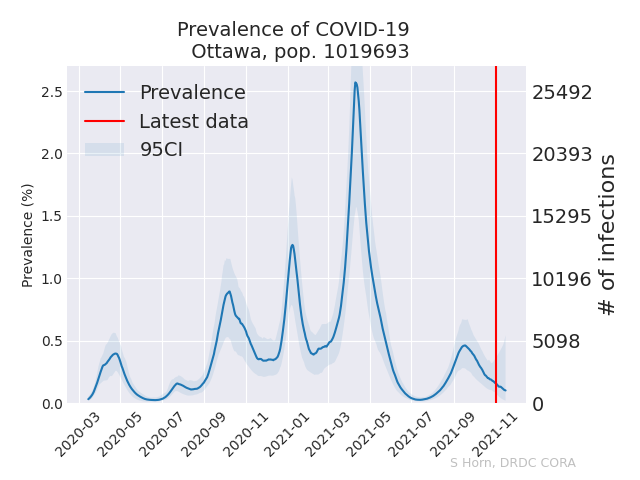 Prevalence of COVID-19
Ottawa, pop. 1019693
Prevalence
Latest data
95CI
Prevalence (%)
2.5
2.0
1.5
1.0
0.5
0.0
25492
20393
15295
10196
5098
0
# of infections
2020-03
2020-05
2020-07
2020-09
2020-11
2021-01
2021-03
2021-05
2021-07
2021-09
2021-11
S Horn, DRDC CORA